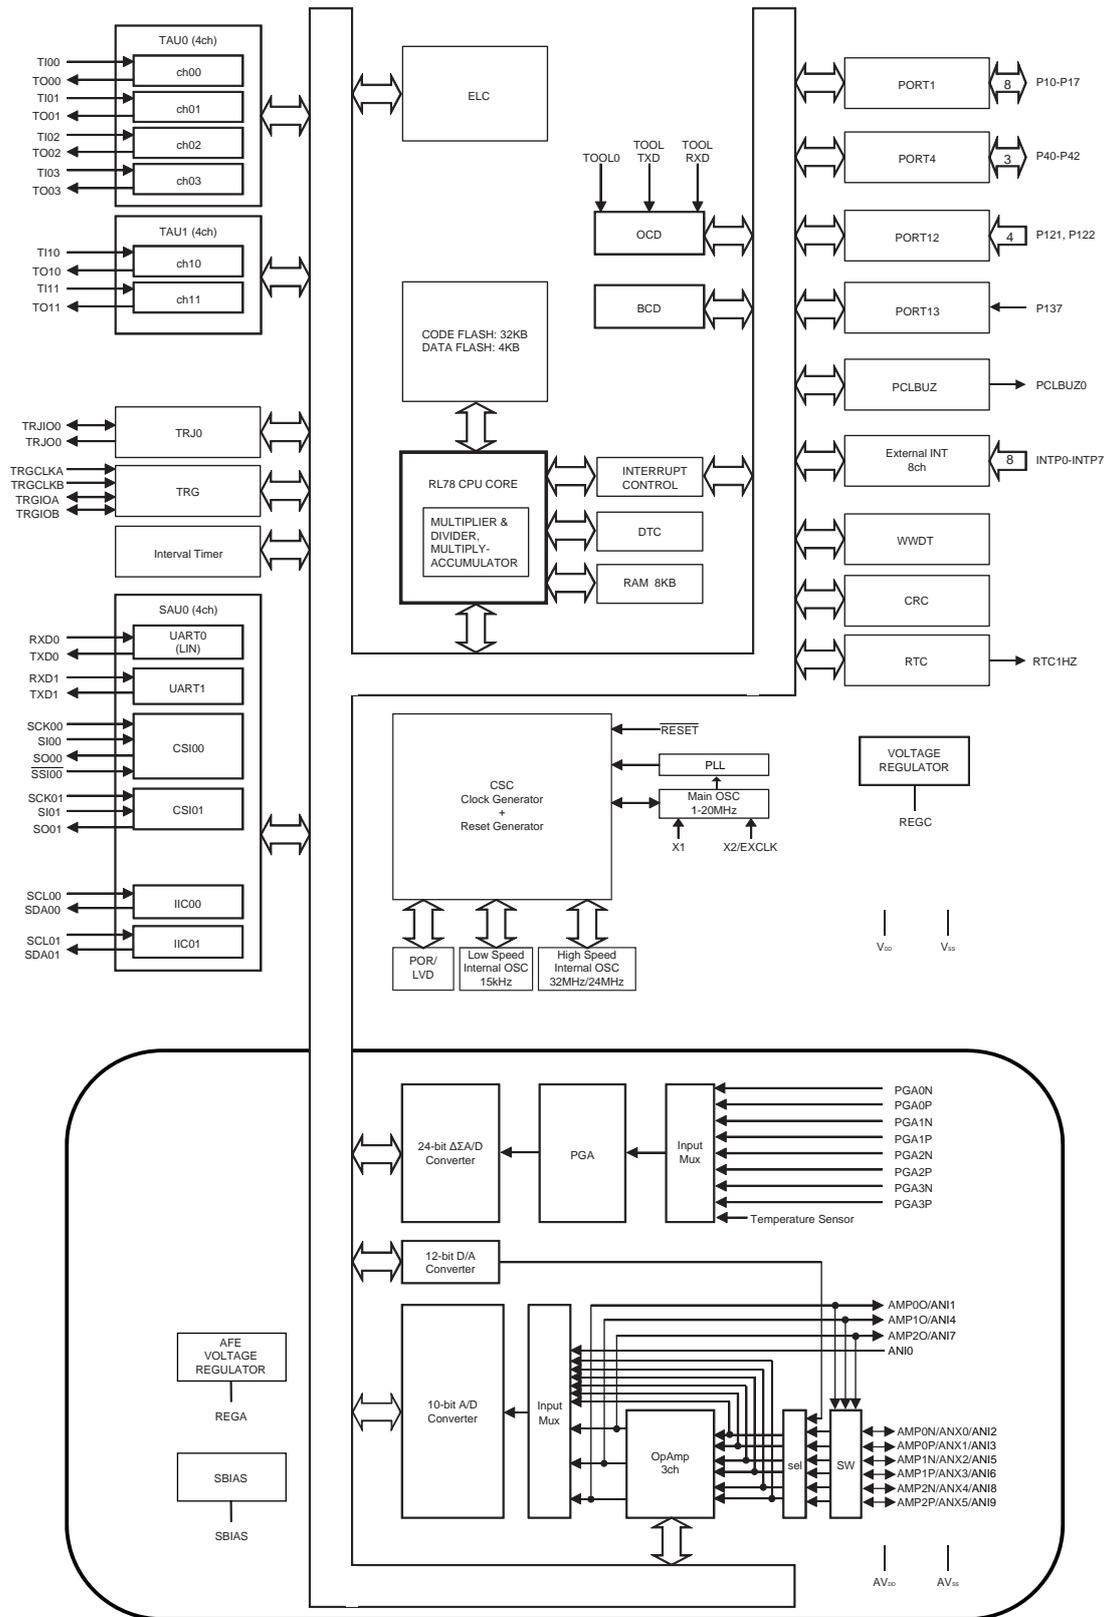 TAU0 (4ch)
TI00
TO00
ch00
TI01
TO01
ch01
TI02
TO02
ch02
TI03
TO03
ch03
TAU1 (4ch)
TI10
TO10
ch10
TI11
TO11
ch11
TRJIO0
TRJO0
TRJ0
TRGCLKA
TRGCLKB
TRGIOA
TRGIOB
TRG
Interval Timer
SAU0 (4ch)
RXD0
TXD0
UART0
(LIN)
RXD1
TXD1
UART1
SCK00
SI00
SO00
SSI00
CSI00
SCK01
SI01
SO01
CSI01
SCL00
SDA00
IIC00
SCL01
SDA01
IIC01
ELC
TOOL0
TOOL
TXD
TOOL
RXD
OCD
BCD
CODE FLASH: 32KB
DATA FLASH: 4KB
RL78 CPU CORE
MULTIPLIER &
DIVIDER,
MULTIPLY-
ACCUMULATOR
INTERRUPT
CONTROL
DTC
RAM 8KB
PORT1
8
P10-P17
PORT4
3
P40-P42
PORT12
4
P121, P122
PORT13
P137
PCLBUZ
PCLBUZ0
External INT
8ch
8
INTP0-INTP7
WWDT
CRC
RTC
RTC1HZ
CSC
Clock Generator
+
Reset Generator
RESET
PLL
Main OSC
1-20MHz
X1
X2/EXCLK
POR/
LVD
Low Speed
Internal OSC
15kHz
High Speed
Internal OSC
32MHz/24MHz
VOLTAGE
REGULATOR
REGC
VDD
VSS
24-bit ΔΣA/D
Converter
PGA
Input
Mux
PGA0N
PGA0P
PGA1N
PGA1P
PGA2N
PGA2P
PGA3N
PGA3P
Temperature Sensor
12-bit D/A
Converter
AMP0O/ANI1
AMP1O/ANI4
AMP2O/ANI7
ANI0
10-bit A/D
Converter
Input
Mux
OpAmp
3ch
sel
SW
AMP0N/ANX0/ANI2
AMP0P/ANX1/ANI3
AMP1N/ANX2/ANI5
AMP1P/ANX3/ANI6
AMP2N/ANX4/ANI8
AMP2P/ANX5/ANI9
AFE
VOLTAGE
REGULATOR
REGA
SBIAS
SBIAS
AVDD
AVSS